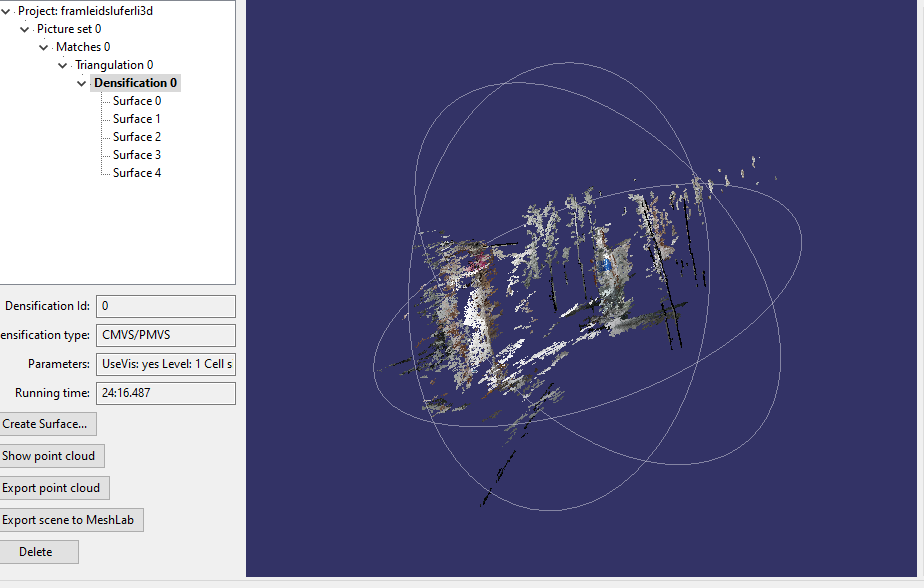 Project: framleidsluferli3d
Picture set 0
Matches 0
Triangulation 0
Densification 0
Surface 0
Surface 1
Surface 2
Surface 3
Surface 4
Densification Id: 0
ensification type: CMVS/PMVS
Parameters: UseVis: yes Level: 1 Cell s
Running time: 24:16.487
Create Surface...
Show point cloud
Export point cloud
Export scene to MeshLab
Delete